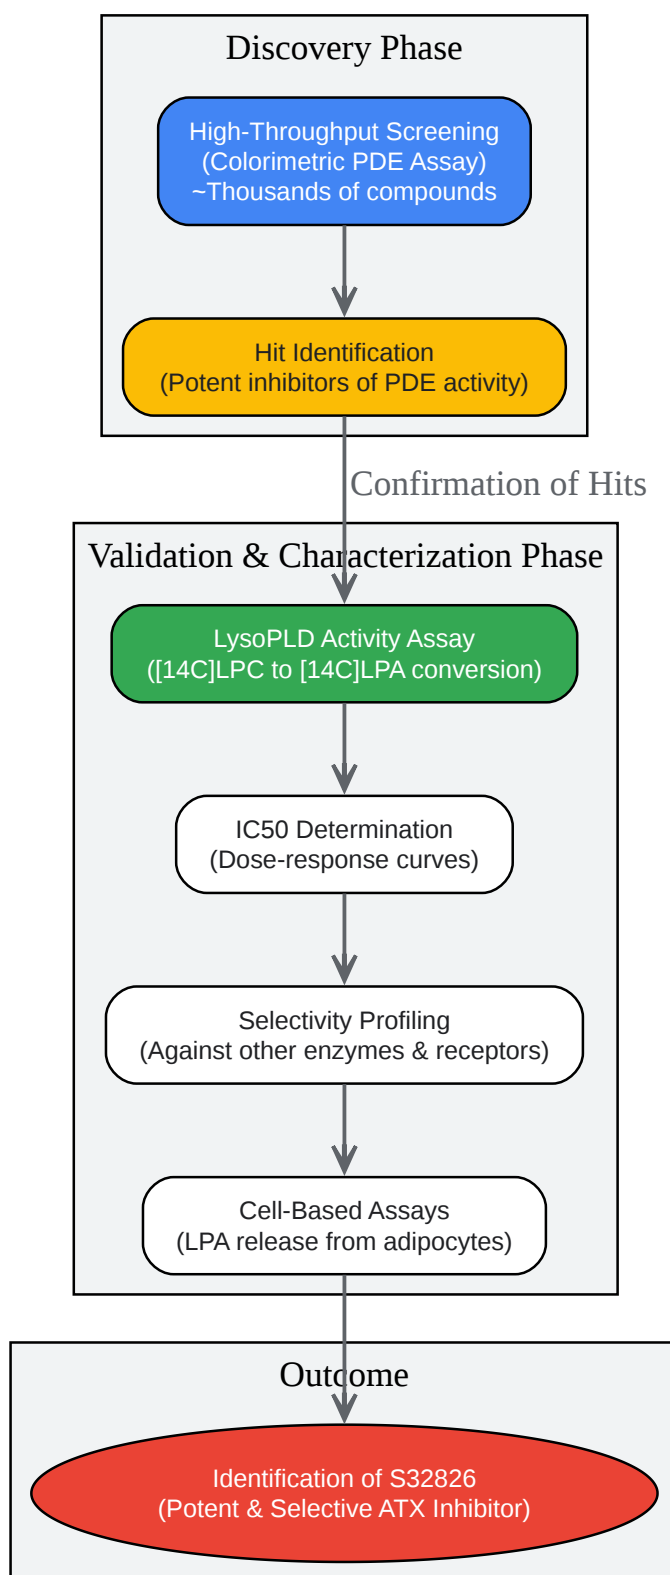 Discovery Phase
High-Throughput Screening
(Colorimetric PDE Assay)
~Thousands of compounds
Hit Identification
(Potent inhibitors of PDE activity)
Confirmation of Hits
Validation & Characterization Phase
LysoPLD Activity Assay
([14C]LPC to [14C]LPA conversion)
IC50 Determination
(Dose-response curves)
Selectivity Profiling
(Against other enzymes & receptors)
Cell-Based Assays
(LPA release from adipocytes)
Outcome
Identification of S32826
(Potent & Selective ATX Inhibitor)